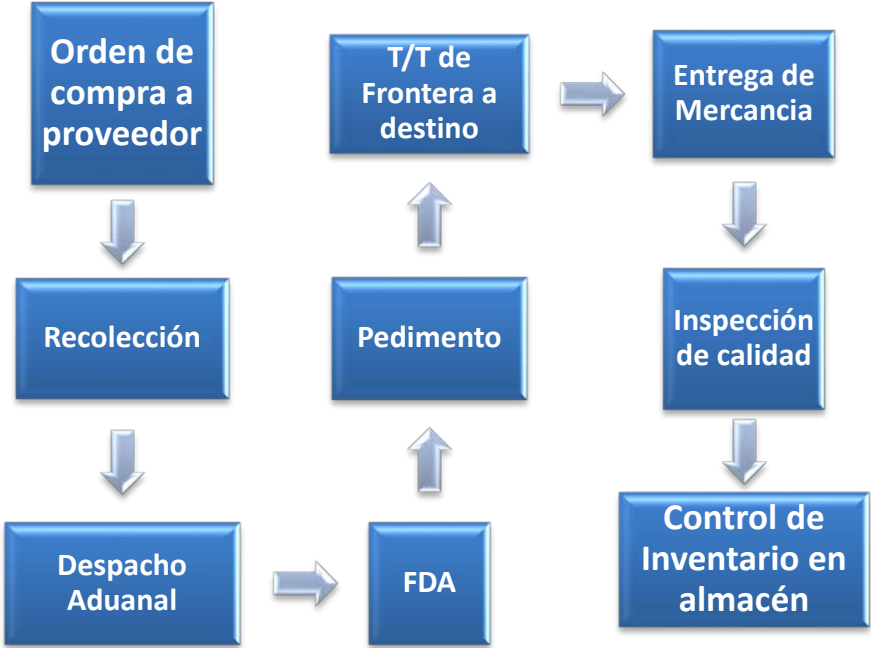 Orden de
compra a
proveedor
Recolección
Despacho
Aduanal
FDA
Pedimento
T/T de
Frontera a
destino
Entrega de
Mercancia
Inspección
de calidad
Control de
Inventario en
almacén